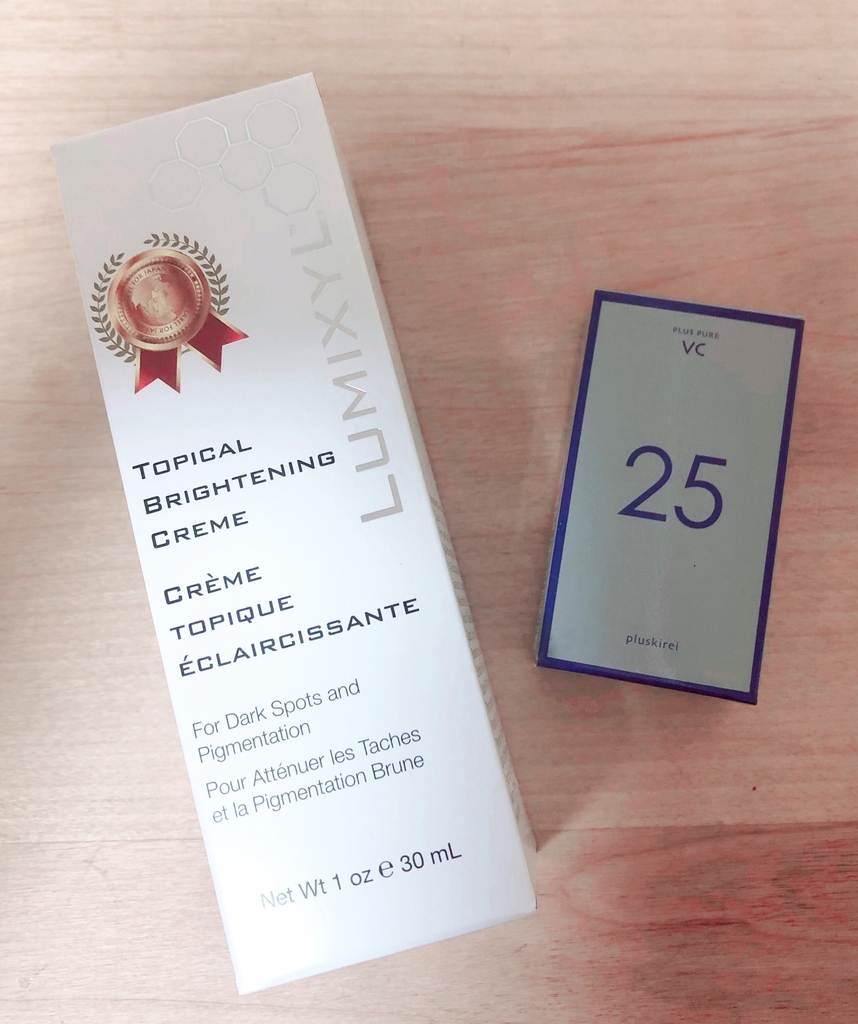 LUMIXYL
TOPICAL
BRIGHTENING
CREME
CRÈME
TOPIQUE
ÉCLAIRCISSANTE
For Dark Spots and
Pigmentation
Pour Atténuer les Taches
et la Pigmentation Brune
Net Wt 1 oz ℮ 30 mL
PLUS PURE
VC
25
pluskirei